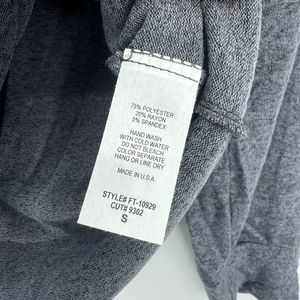 75% POLYESTER
20% RAYON
5% SPANDEX
HAND WASH
WITH COLD WATER
DO NOT BLEACH
COLOR SEPARATE
HANG OR LINE DRY
MADE IN U.S.A
STYLE# FT-10929
CUT# 9302
S